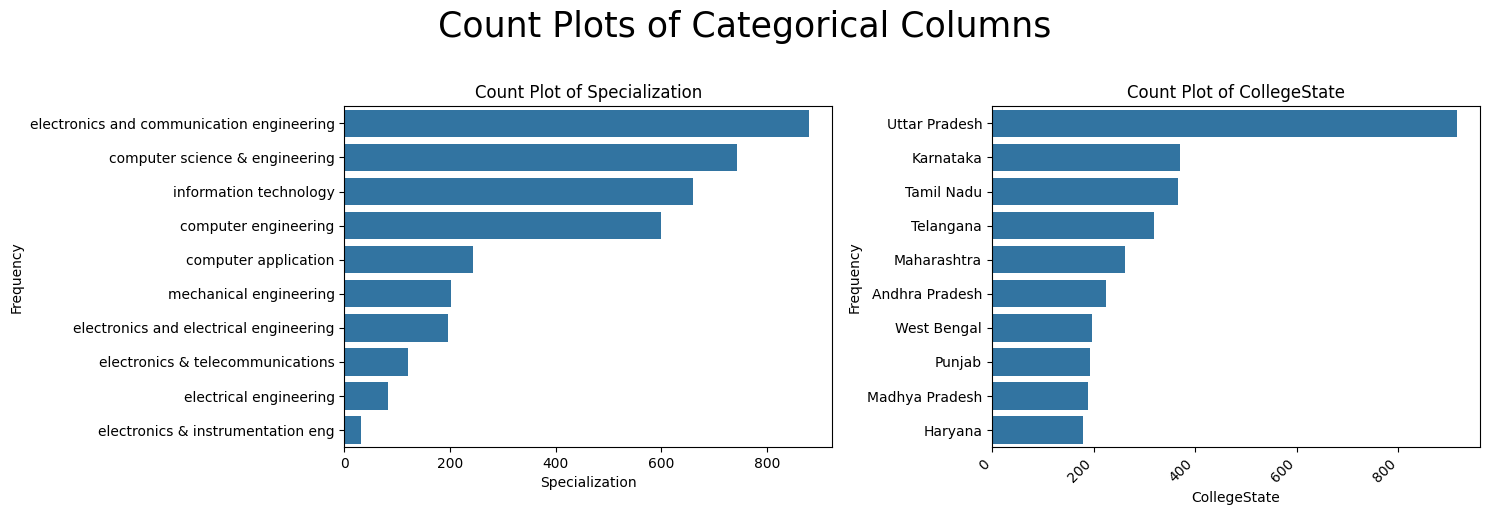 Count Plots of Categorical Columns
Count Plot of Specialization
Frequency
electronics and communication engineering
computer science & engineering
information technology
computer engineering
computer application
mechanical engineering
electronics and electrical engineering
electronics & telecommunications
electrical engineering
electronics & instrumentation eng
0 200 400 600 800
Specialization
Count Plot of CollegeState
Frequency
Uttar Pradesh
Karnataka
Tamil Nadu
Telangana
Maharashtra
Andhra Pradesh
West Bengal
Punjab
Madhya Pradesh
Haryana
0 200 400 600 800
CollegeState